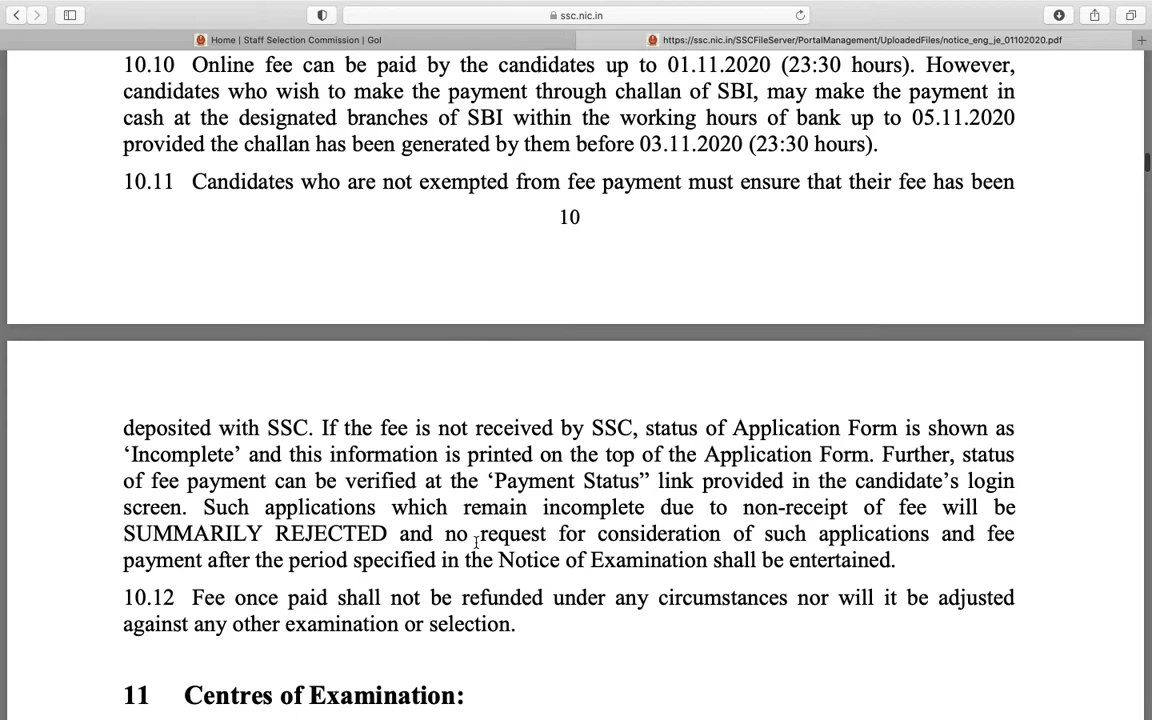 ssc.nic.in
Home | Staff Selection Commission | GoI
https://ssc.nic.in/SSCFileServer/PortalManagement/UploadedFiles/notice_eng_je_01102020.pdf
10.10 Online fee can be paid by the candidates up to 01.11.2020 (23:30 hours). However,
candidates who wish to make the payment through challan of SBI, may make the payment in
cash at the designated branches of SBI within the working hours of bank up to 05.11.2020
provided the challan has been generated by them before 03.11.2020 (23:30 hours).
10.11 Candidates who are not exempted from fee payment must ensure that their fee has been
10
deposited with SSC. If the fee is not received by SSC, status of Application Form is shown as
‘Incomplete’ and this information is printed on the top of the Application Form. Further, status
of fee payment can be verified at the ‘Payment Status” link provided in the candidate’s login
screen. Such applications which remain incomplete due to non-receipt of fee will be
SUMMARILY REJECTED and no request for consideration of such applications and fee
payment after the period specified in the Notice of Examination shall be entertained.
10.12 Fee once paid shall not be refunded under any circumstances nor will it be adjusted
against any other examination or selection.
11 Centres of Examination: